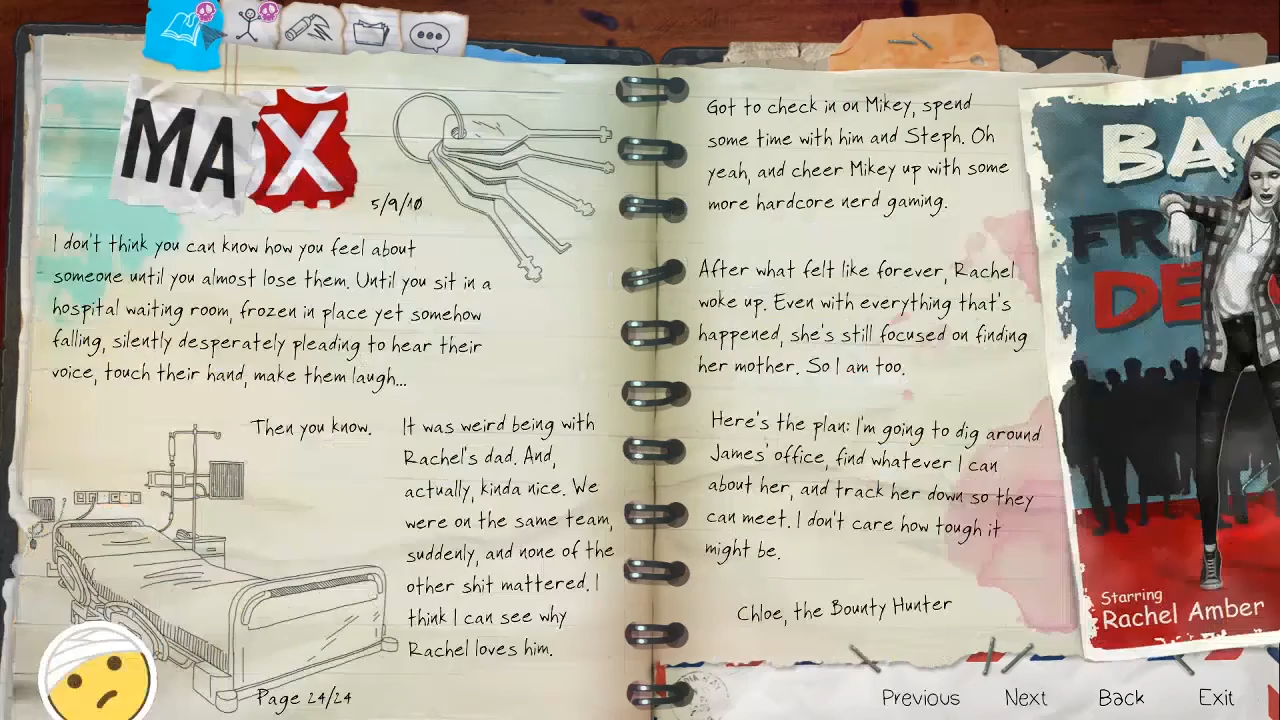 MAX
5/9/10
I don't think you can know how you feel about
someone until you almost lose them. Until you sit in a
hospital waiting room, frozen in place yet somehow
falling, silently desperately pleading to hear their
voice, touch their hand, make them laugh...
Then you know.
It was weird being with
Rachel's dad. And,
actually, kinda nice. We
were on the same team,
suddenly, and none of the
other shit mattered. I
think I can see why
Rachel loves him.
Page 24/24
Got to check in on Mikey, spend
some time with him and Steph. Oh
yeah, and cheer Mikey up with some
more hardcore nerd gaming.
After what felt like forever, Rachel
woke up. Even with everything that's
happened, she's still focused on finding
her mother. So I am too.
Here's the plan: I'm going to dig around
James' office, find whatever I can
about her, and track her down so they
can meet. I don't care how tough it
might be.
Chloe, the Bounty Hunter
BAC
FR
DE
Starring
Rachel Amber
Previous Next Back Exit